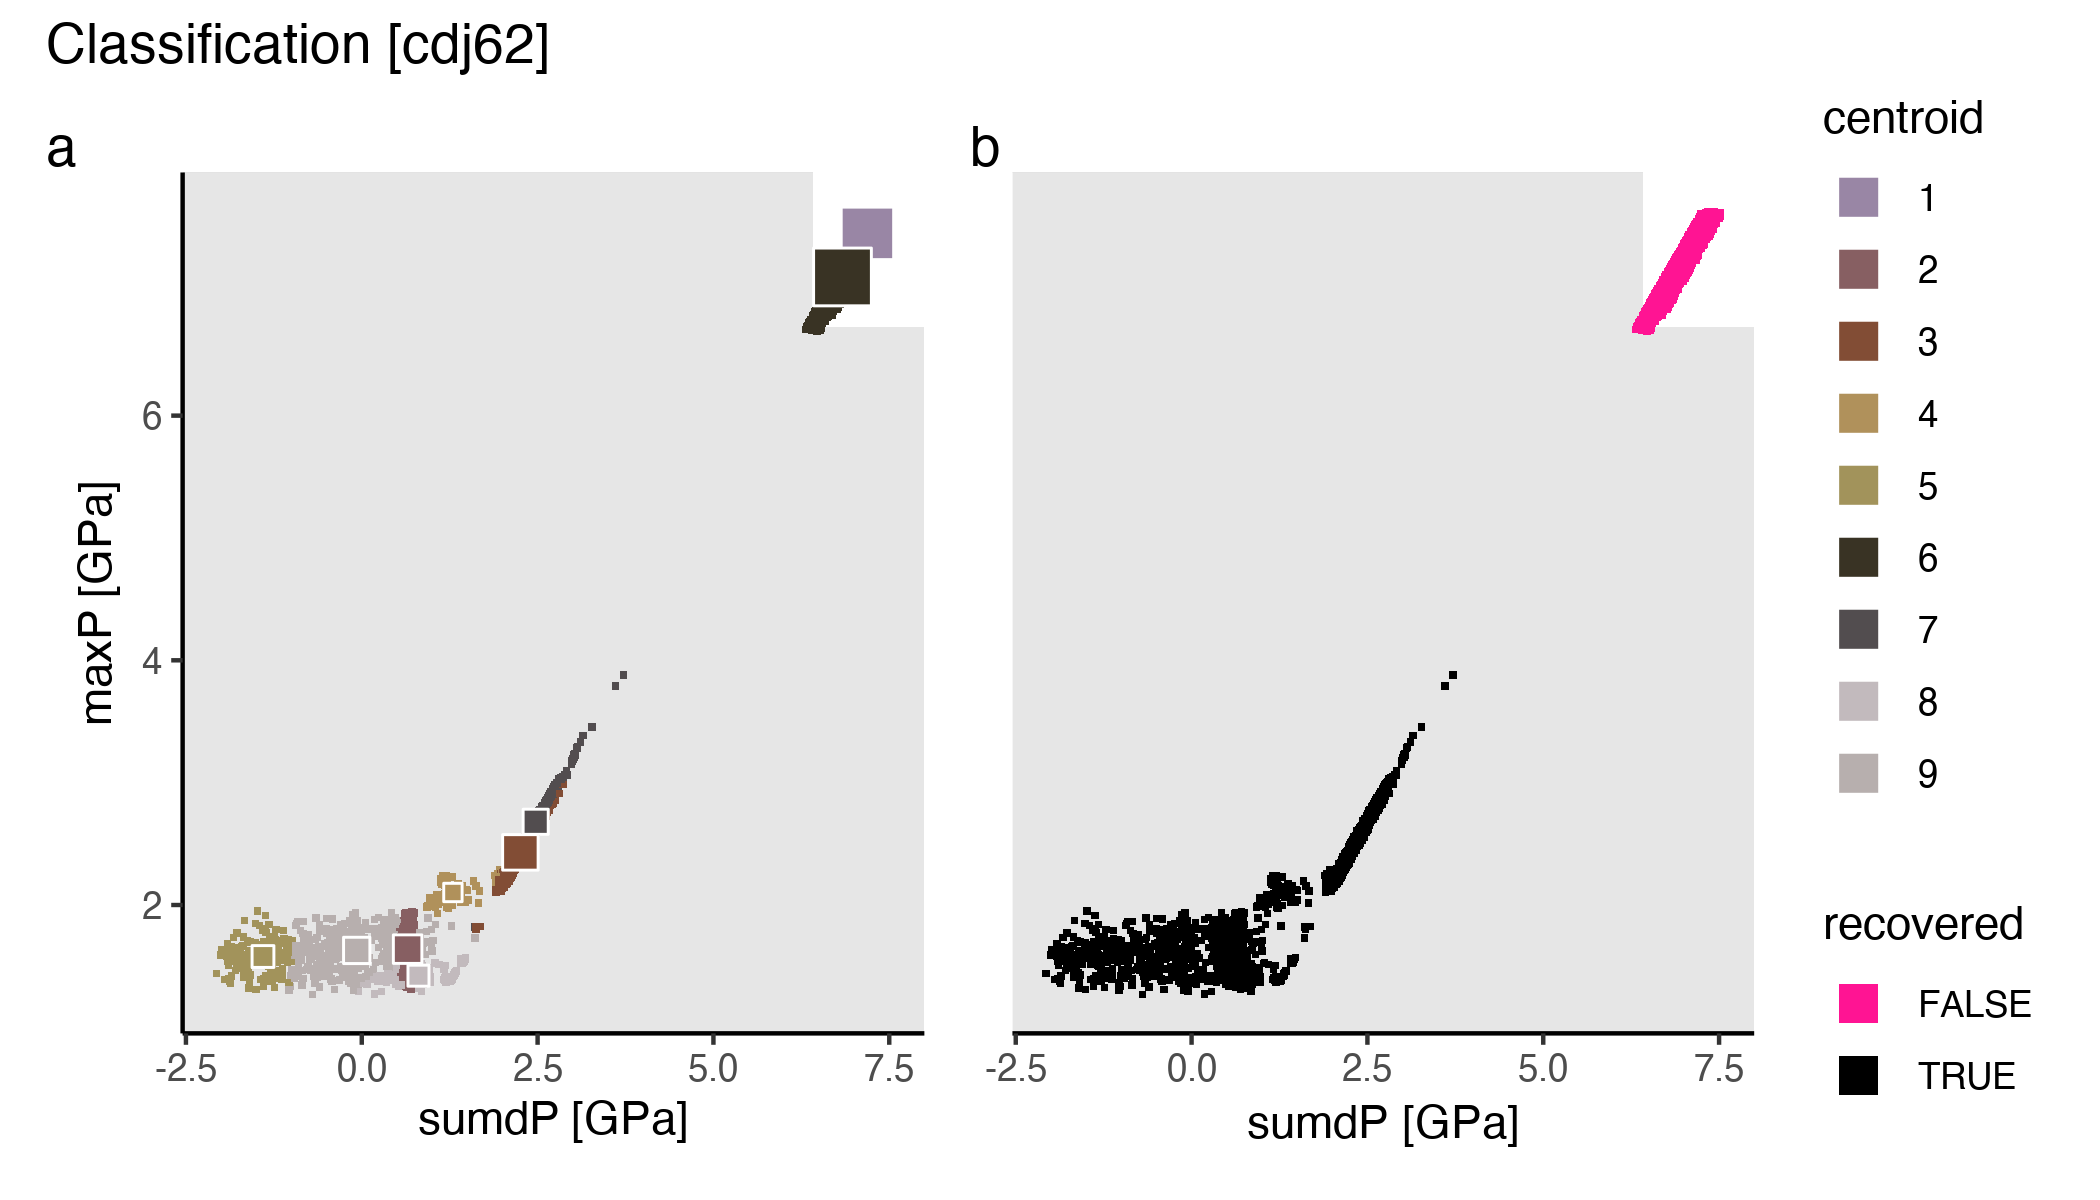 Classification [cdj62]
a
b
maxP [GPa]
6
4
2
-2.5 0.0 2.5 5.0 7.5
sumdP [GPa]
-2.5 0.0 2.5 5.0 7.5
sumdP [GPa]
centroid
1
2
3
4
5
6
7
8
9
recovered
FALSE
TRUE